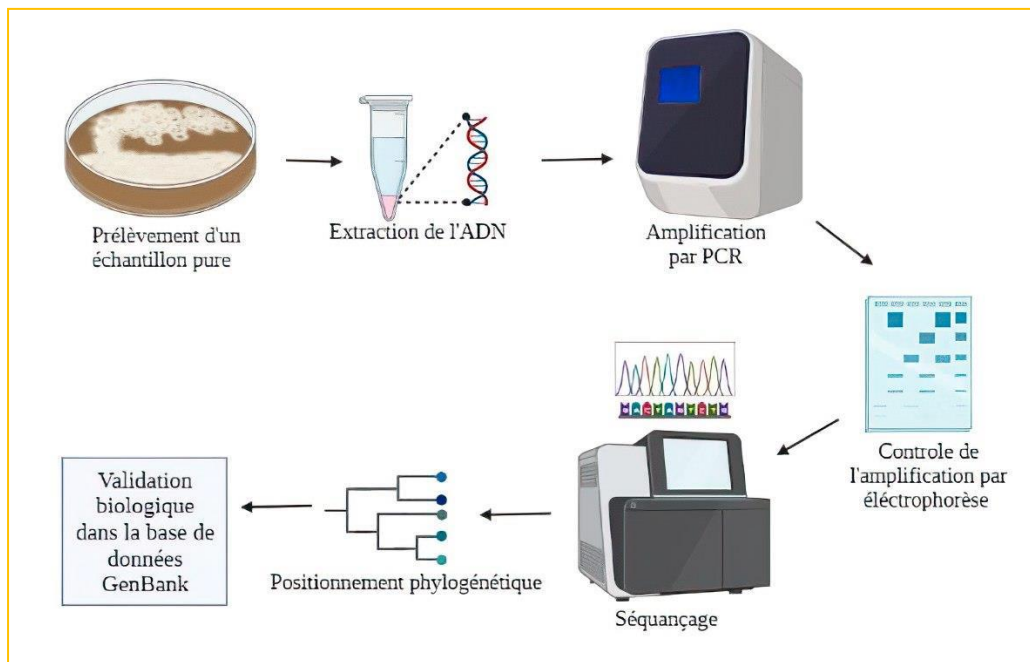 Prélèvement d'un
échantillon pure
Extraction de l'ADN
Amplification
par PCR
Controle de
l'amplification par
éléctrophorèse
Séquançage
Positionnement phylogénétique
Validation
biologique
dans la base de
données
GenBank